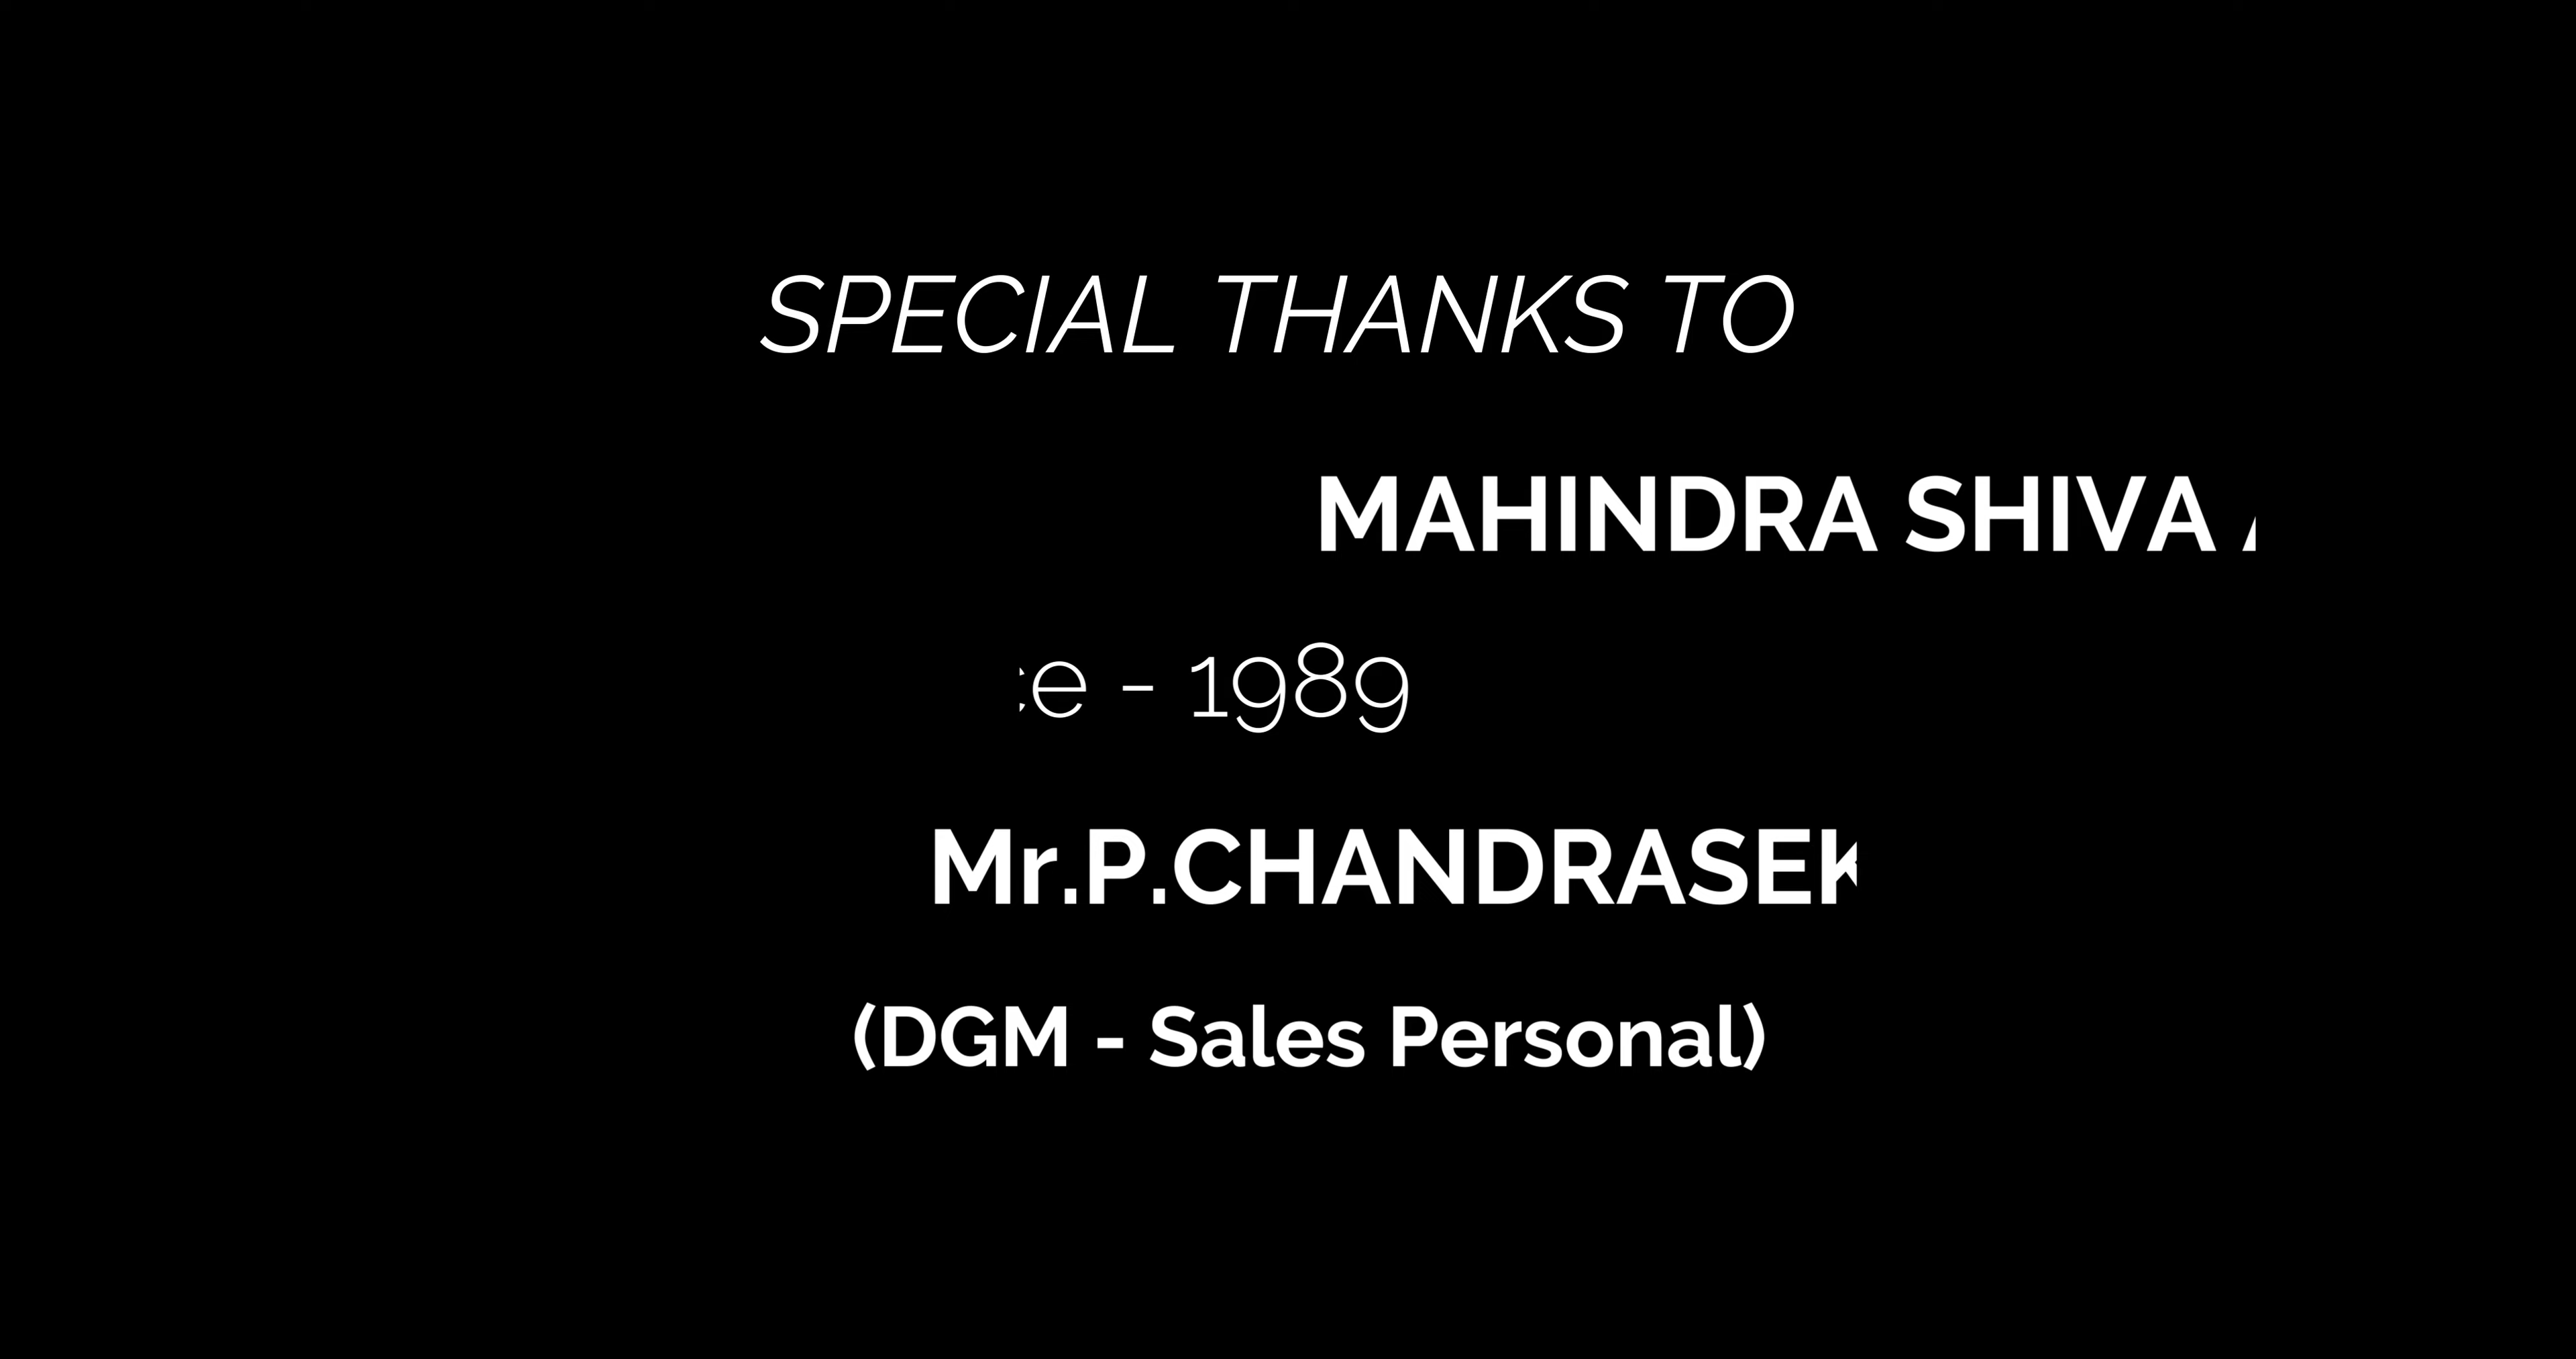 SPECIAL THANKS TO
MAHINDRA SHIVA
- 1989
Mr.P.CHANDRASEK
(DGM - Sales Personal)